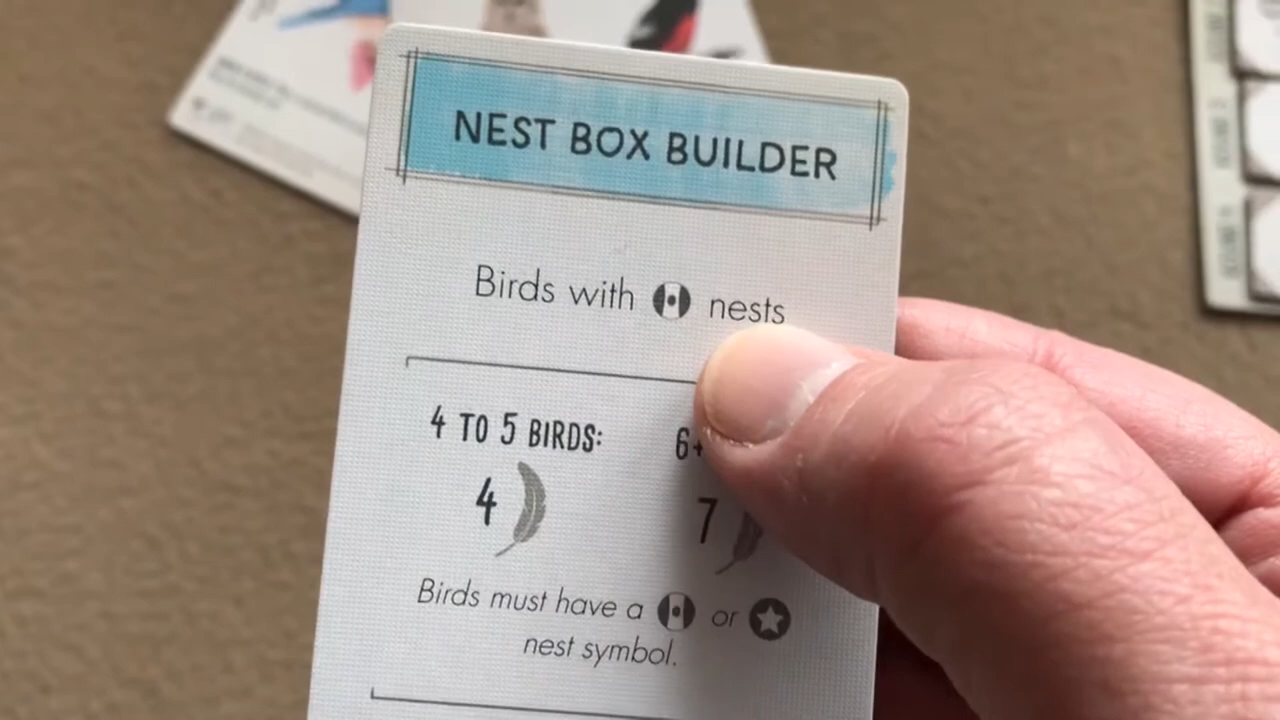 NEST BOX BUILDER
Birds with nests
4 TO 5 BIRDS:
6+
4
7
Birds must have a or
nest symbol.